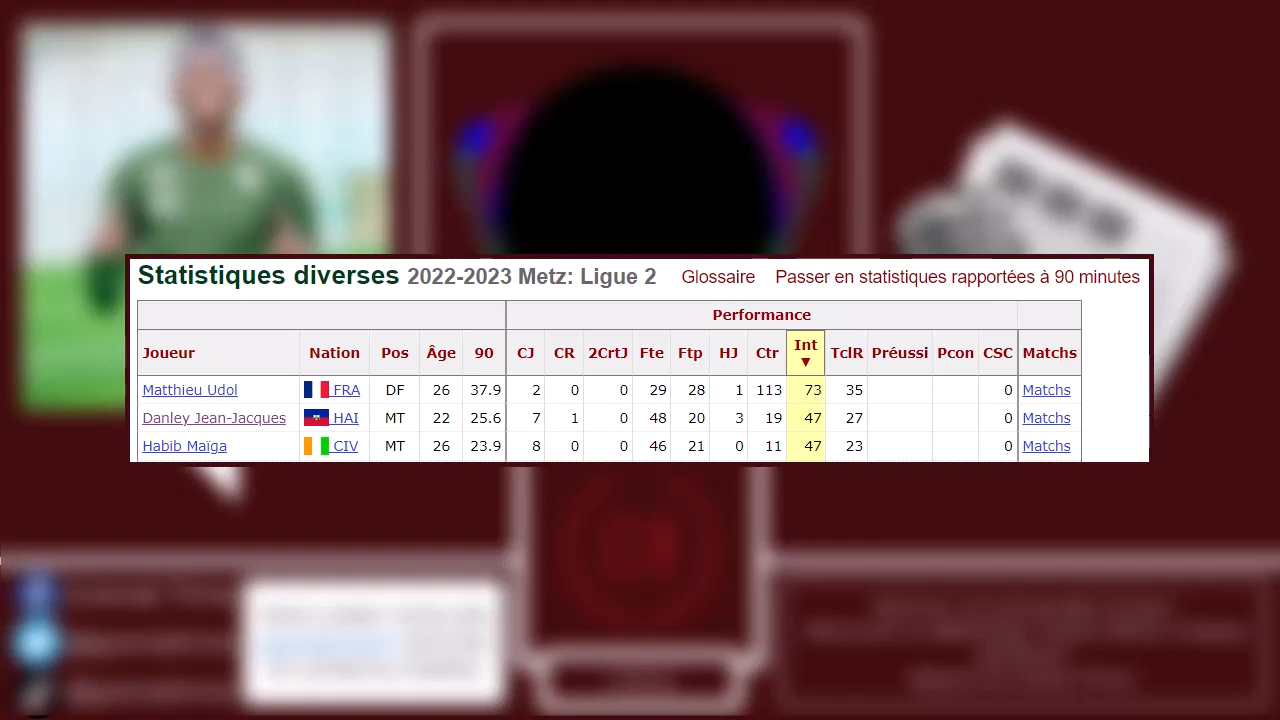 Statistiques diverses 2022-2023 Metz: Ligue 2 Glossaire Passer en statistiques rapportées à 90 minutes
Performance
Joueur Nation Pos Âge 90 CJ CR 2CrtJ Fte Ftp HJ Ctr Int ▼ TclR Préussi Pcon CSC Matchs
Matthieu Udol FRA DF 26 37.9 2 0 0 29 28 1 113 73 35 0 Matchs
Danley Jean-Jacques HAI MT 22 25.6 7 1 0 48 20 3 19 47 27 0 Matchs
Habib Maïga CIV MT 26 23.9 8 0 0 46 21 0 11 47 23 0 Matchs